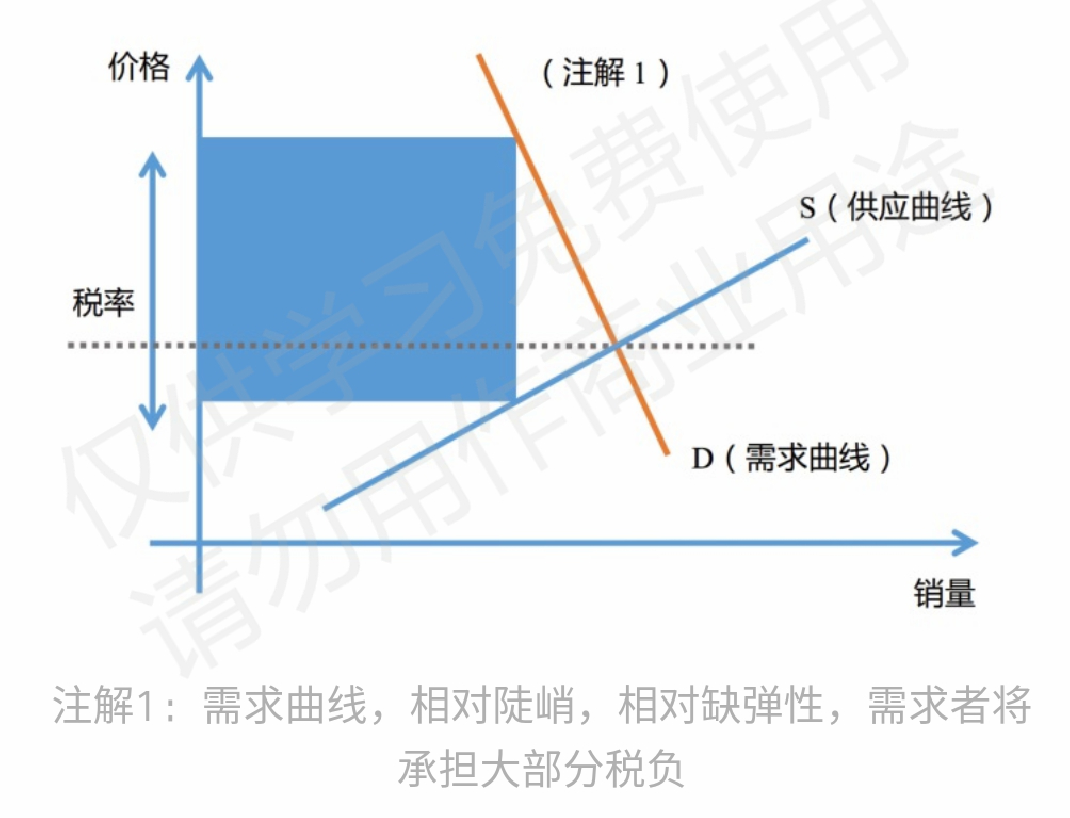 价格
（注解 1 ）
S（供应曲线）
税率
D（需求曲线）
销量
仅供学习免费使用
请勿用作商业用途
注解1：需求曲线，相对陡峭，相对缺弹性，需求者将
承担大部分税负